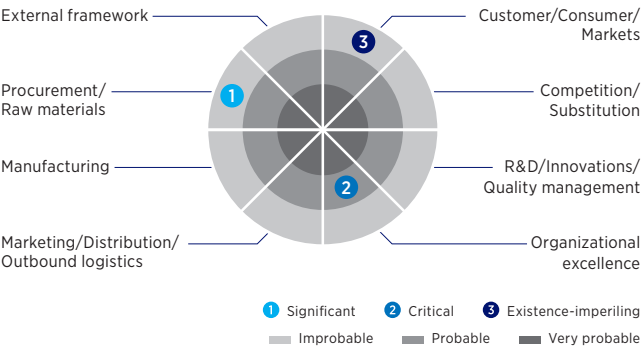 External framework
Customer/Consumer/
Markets
3
Procurement/
Raw materials
1
Competition/
Substitution
Manufacturing
R&D/Innovations/
Quality management
2
Marketing/Distribution/
Outbound logistics
Organizational
excellence
1 Significant 2 Critical 3 Existence-imperiling
Improbable Probable Very probable